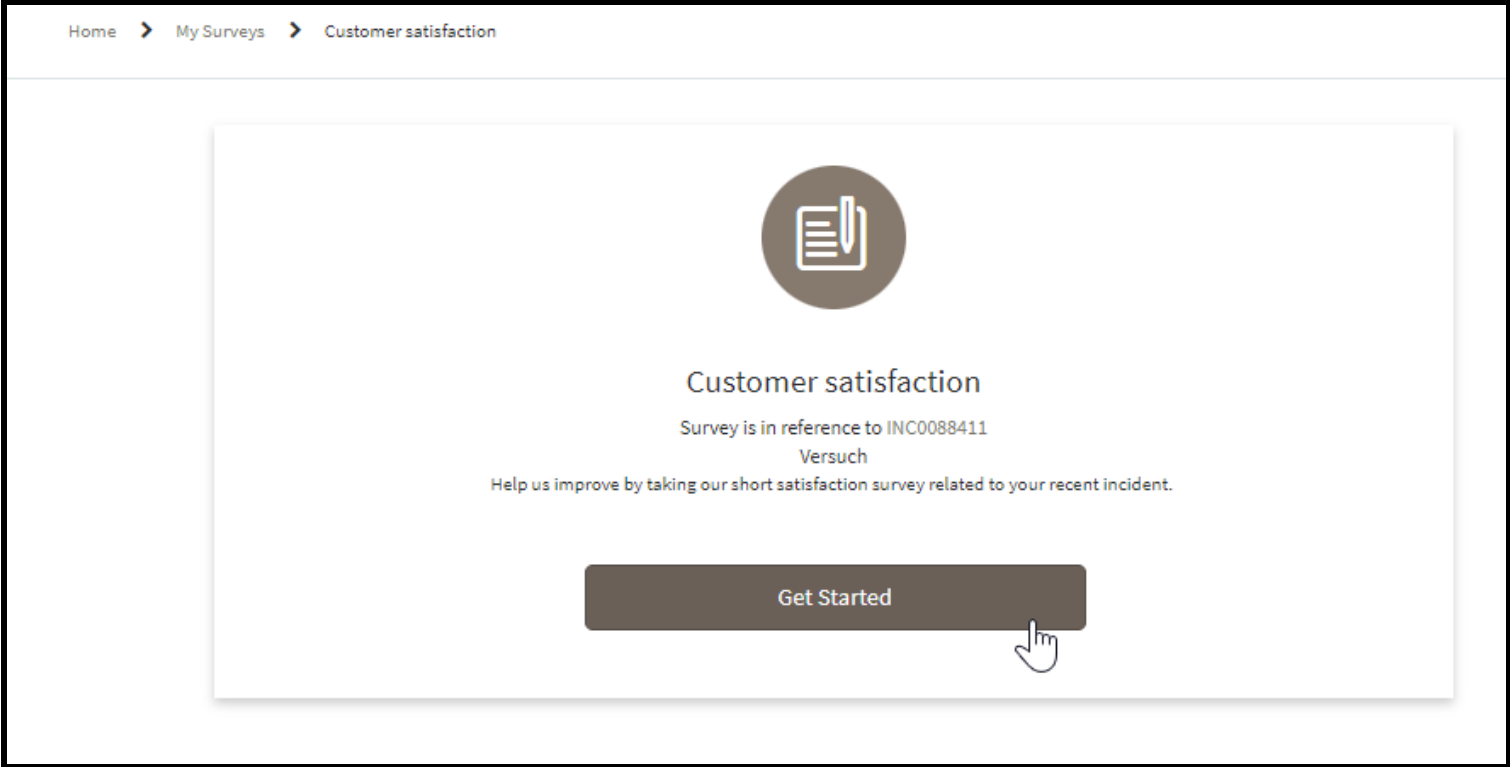 Home > My Surveys > Customer satisfaction
Customer satisfaction
Survey is in reference to INC0088411
Versuch
Help us improve by taking our short satisfaction survey related to your recent incident.
Get Started